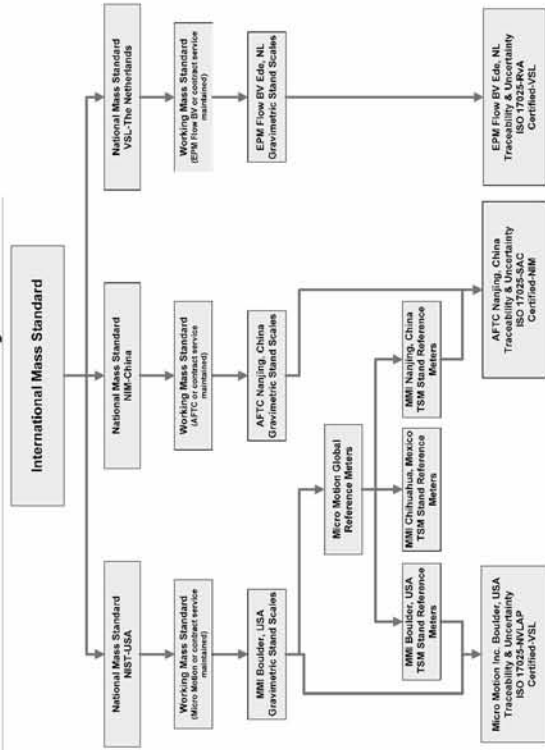 International Mass Standard
National Mass Standard
NIST-USA
National Mass Standard
NIM-China
National Mass Standard
VSL-The Netherlands
Working Mass Standard
(Micro Motion or contract service
maintained)
Working Mass Standard
(AFTC or contract service
maintained)
Working Mass Standard
(EPM Flow BV or contract service
maintained)
MMI Boulder, USA
Gravimetric Stand Scales
AFTC Nanjing, China
Gravimetric Stand Scales
EPM Flow BV Ede, NL
Gravimetric Stand Scales
Micro Motion Global
Reference Meters
MMI Boulder, USA
TSM Stand Reference
Meters
MMI Chihuahua, Mexico
TSM Stand Reference
Meters
MMI Nanjing, China
TSM Stand Reference
Meters
Micro Motion Inc. Boulder, USA
Traceability & Uncertainty
ISO 17025-NVLAP
Certified-VSL
AFTC Nanjing, China
Traceability & Uncertainty
ISO 17025-SAC
Certified-NIM
EPM Flow BV Ede, NL
Traceability & Uncertainty
ISO 17025-RvA
Certified-VSL